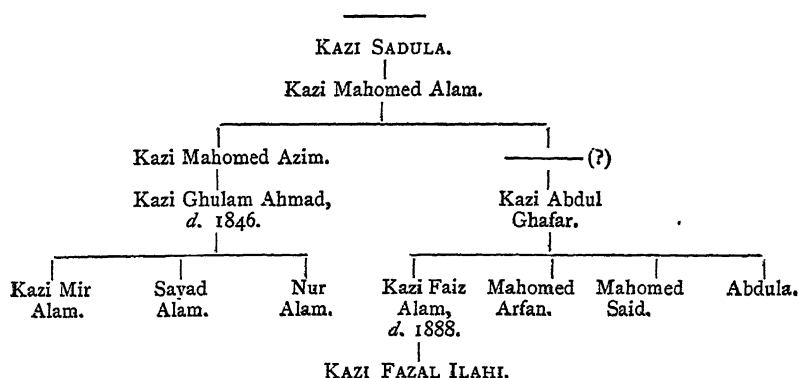 KAZI SADULA.
Kazi Mahomed Alam.
Kazi Mahomed Azim. (?)
Kazi Ghulam Ahmad, Kazi Abdul
d. 1846. Ghafar.
Kazi Mir Sayad Nur Kazi Faiz Mahomed Mahomed Abdula.
Alam. Alam. Alam. Alam, Arfan. Said.
d. 1888.
KAZI FAZAL ILAHI.